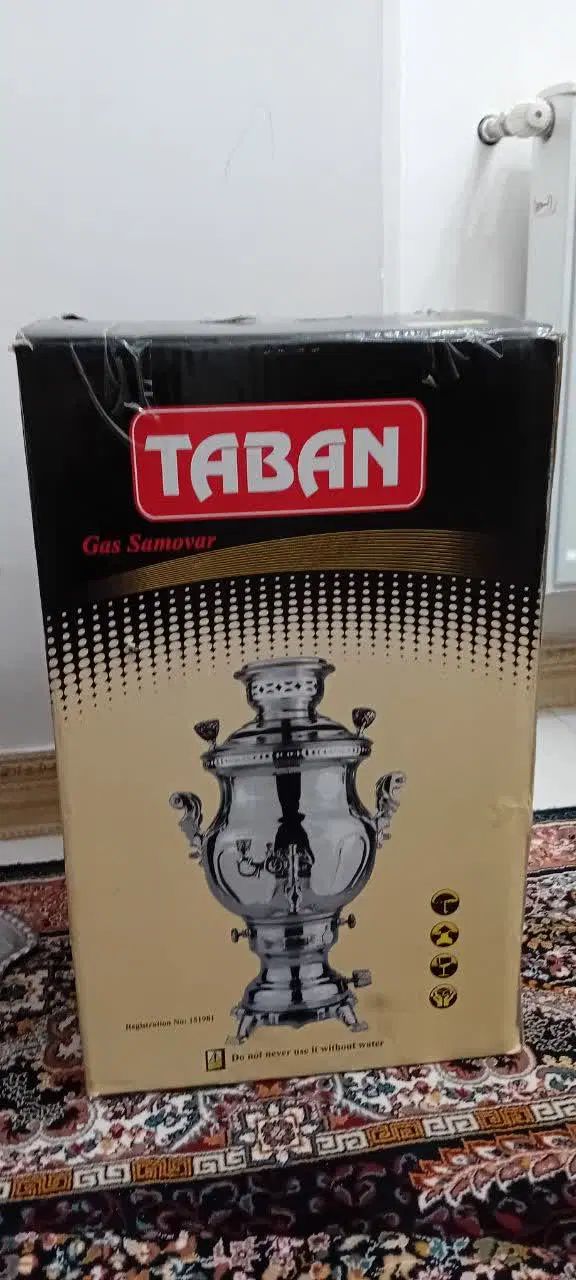 TABAN
Gas Samovar
Registration No: 151981
Do not never use it without water